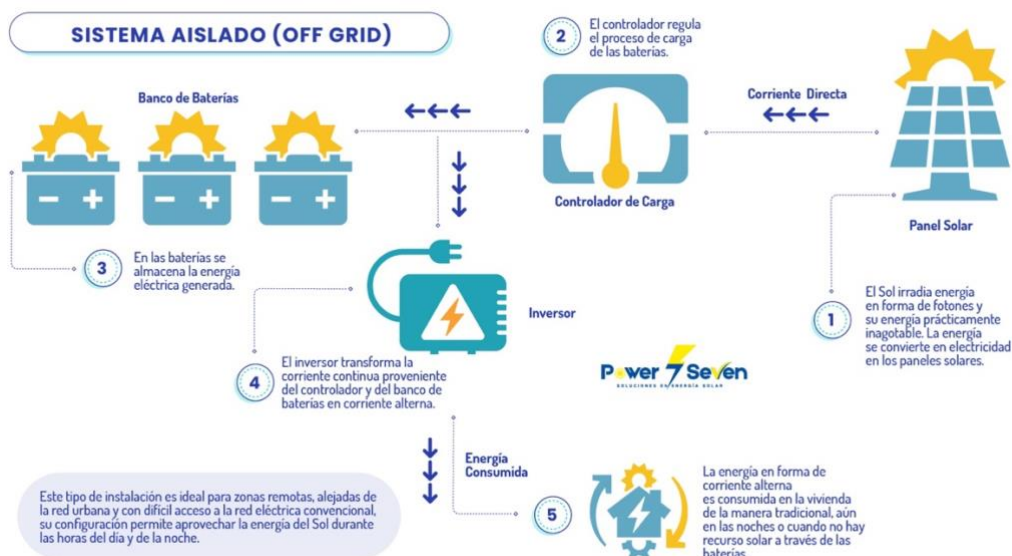 SISTEMA AISLADO (OFF GRID)
2
El controlador regula
el proceso de carga
de las baterías.
Banco de Baterías
Corriente Directa
Controlador de Carga
Panel Solar
3
En las baterías se
almacena la energía
eléctrica generada.
Inversor
1
El Sol irradia energía
en forma de fotones y
su energía prácticamente
inagotable. La energía
se convierte en electricidad
en los paneles solares.
4
El inversor transforma la
corriente continua proveniente
del controlador y del banco de
baterías en corriente alterna.
Power 7 Seven
SOLUCIONES EN ENERGÍA SOLAR
Energía
Consumida
Este tipo de instalación es ideal para zonas remotas, alejadas de
la red urbana y con difícil acceso a la red eléctrica convencional,
su configuración permite aprovechar la energía del Sol durante
las horas del día y de la noche.
5
La energía en forma de
corriente alterna
es consumida en la vivienda
de la manera tradicional, aún
en las noches o cuando no hay
recurso solar a través de las
baterías.